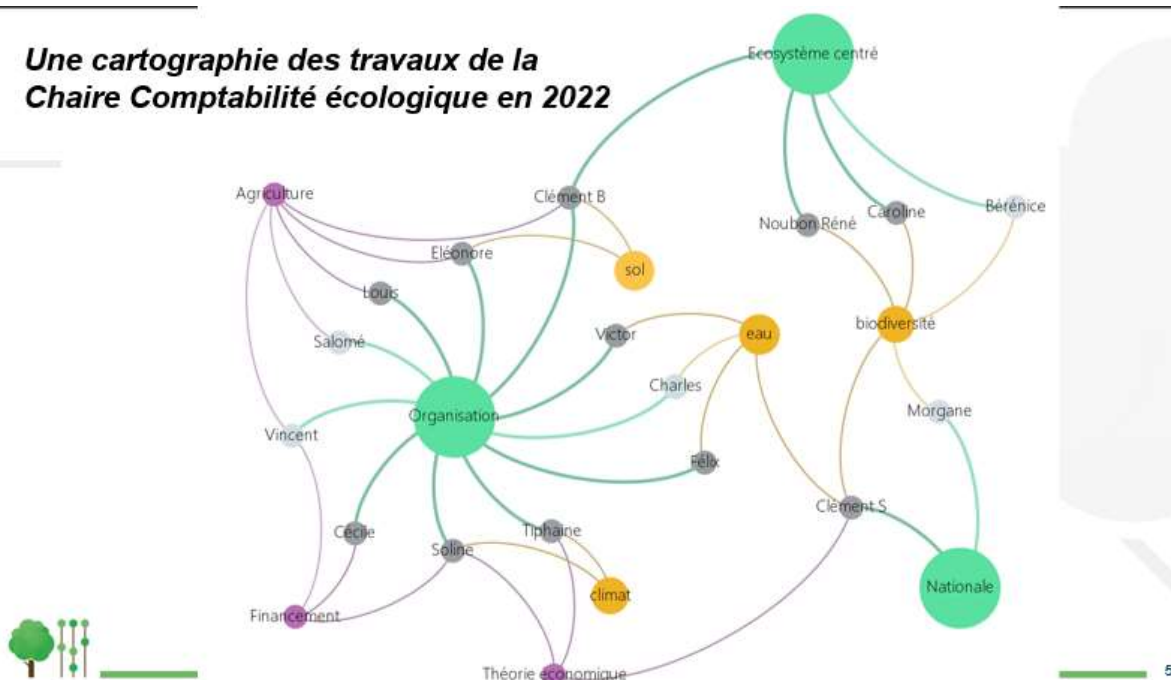 Une cartographie des travaux de la
Chaire Comptabilité écologique en 2022
Ecosystème centré
Agriculture
Clément B
Noubon Réné
Caroline
Bérénice
Eléonore
sol
Louis
Salomé
Victor
eau
biodiversité
Charles
Morgane
Organisation
Vincent
Félix
Clément S
Cécile
Soline
Tiphaine
climat
Nationale
Financement
Théorie économique
5